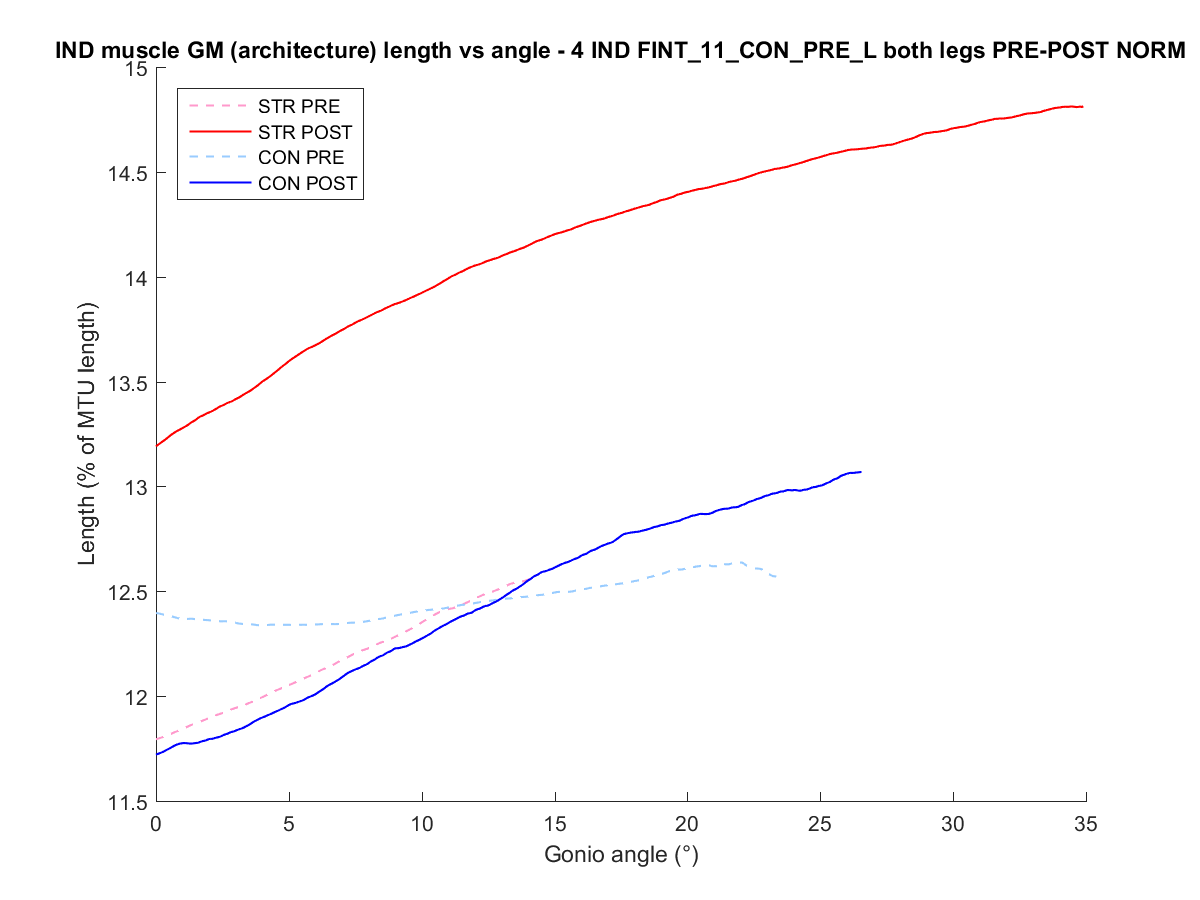 IND muscle GM (architecture) length vs angle - 4 IND FINT_11_CON_PRE_L both legs PRE-POST NORM
15
14.5
14
13.5
13
12.5
12
11.5
Length (% of MTU length)
STR PRE
STR POST
CON PRE
CON POST
0 5 10 15 20 25 30 35
Gonio angle (°)